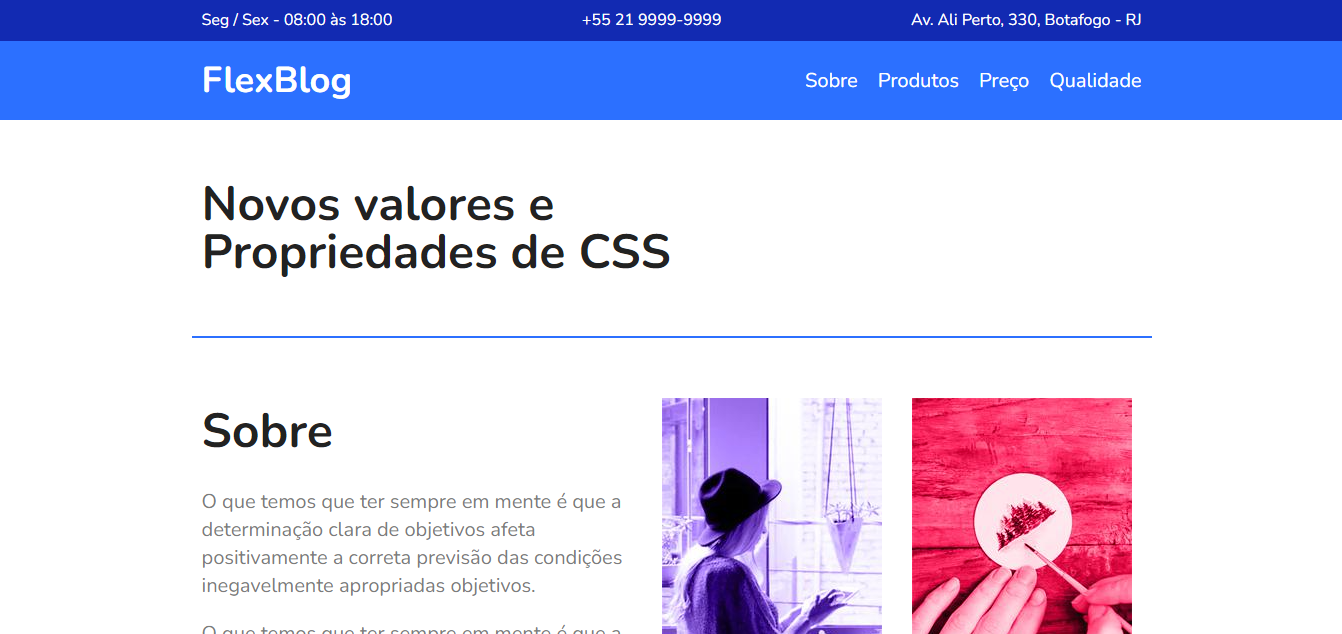 Seg / Sex - 08:00 às 18:00
+55 21 9999-9999
Av. Ali Perto, 330, Botafogo - RJ
FlexBlog
Sobre Produtos Preço Qualidade
Novos valores e
Propriedades de CSS
Sobre
O que temos que ter sempre em mente é que a
determinação clara de objetivos afeta
positivamente a correta previsão das condições
inegavelmente apropriadas objetivos.
O que temos que ter sempre em mente é que a